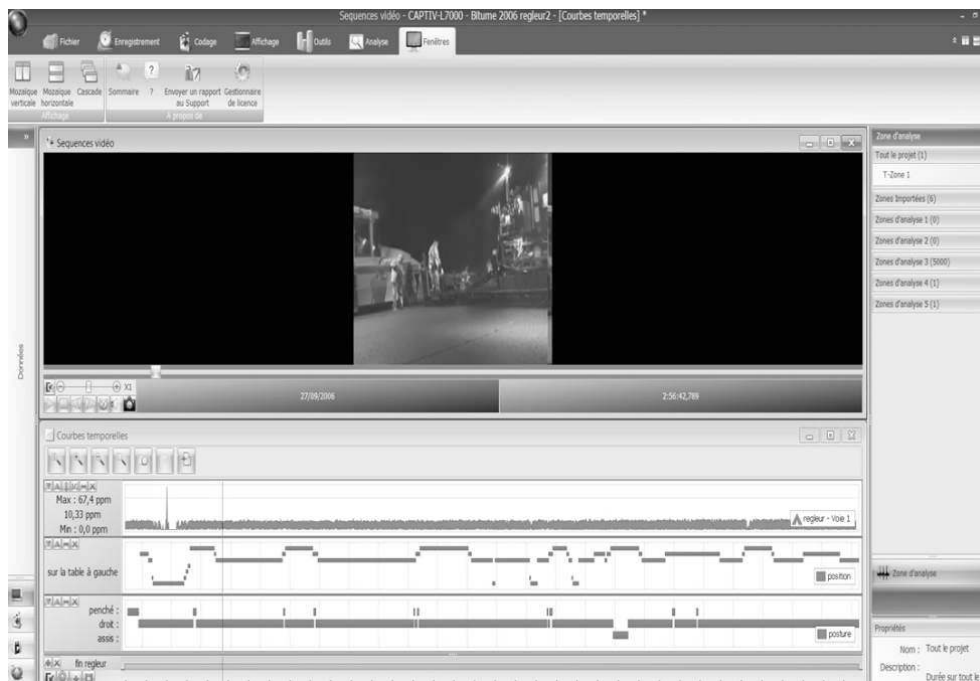 Sequences vidéo - CAPTIV-L7000 - Bitume 2006 regleur2 - [Courbes temporelles] *
Fichier Enregistrement Codage Affichage Outils Analyse Fenêtres
Mozaïque verticale Mozaïque horizontale Cascade Sommaire ? Envoyer un rapport au Support Gestionnaire de licence
Affichage A propos de
»
Sequences vidéo
Zone d'analyse
Tout le projet (1)
T-Zone 1
Zones Importées (6)
Zones d'analyse 1 (0)
Zones d'analyse 2 (0)
Zones d'analyse 3 (5000)
Zones d'analyse 4 (1)
Zones d'analyse 5 (1)
Données
X1
27/09/2006 2:56:42,789
Courbes temporelles
Max : 67,4 ppm
10,33 ppm
Min : 0,0 ppm
regleur - Voie 1
sur la table à gauche
position
penché :
droit :
assis :
posture
fin regleur
Zone d'analyse
Propriétés
Nom : Tout le projet
Description :
Durée sur tout le